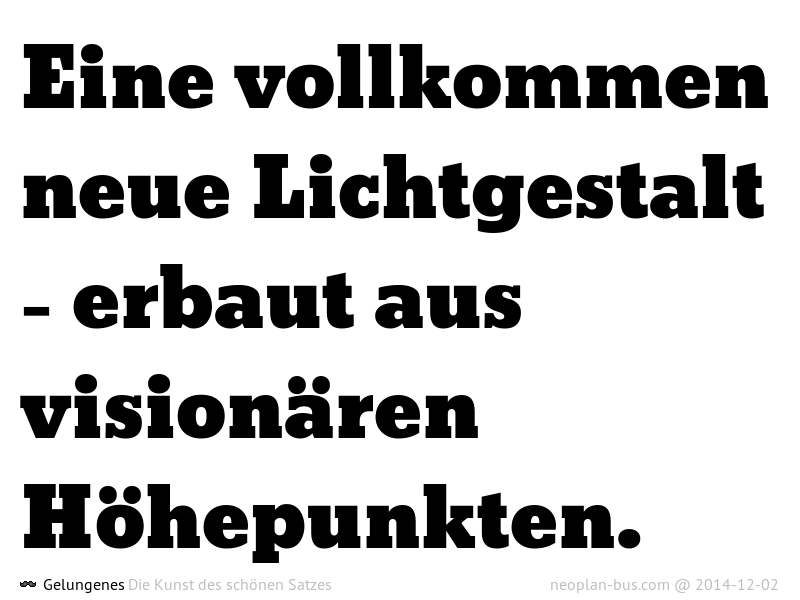 Eine vollkommen
neue Lichtgestalt
– erbaut aus
visionären
Höhepunkten.
Gelungenes Die Kunst des schönen Satzes
neoplan-bus.com @ 2014-12-02